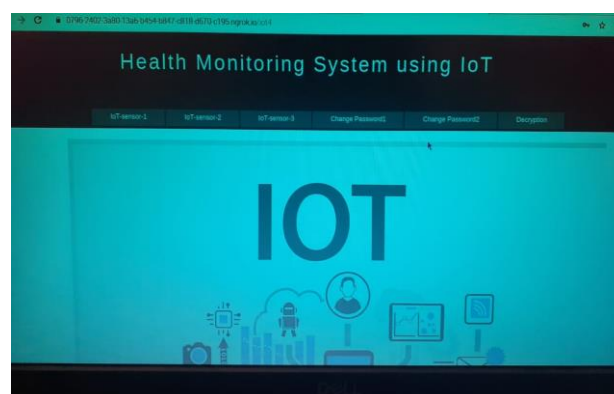 Health Monitoring System using IoT
IoT-sensor-1 IoT-sensor-2 IoT-sensor-3 Change Password1 Change Password2 Decryption
IOT